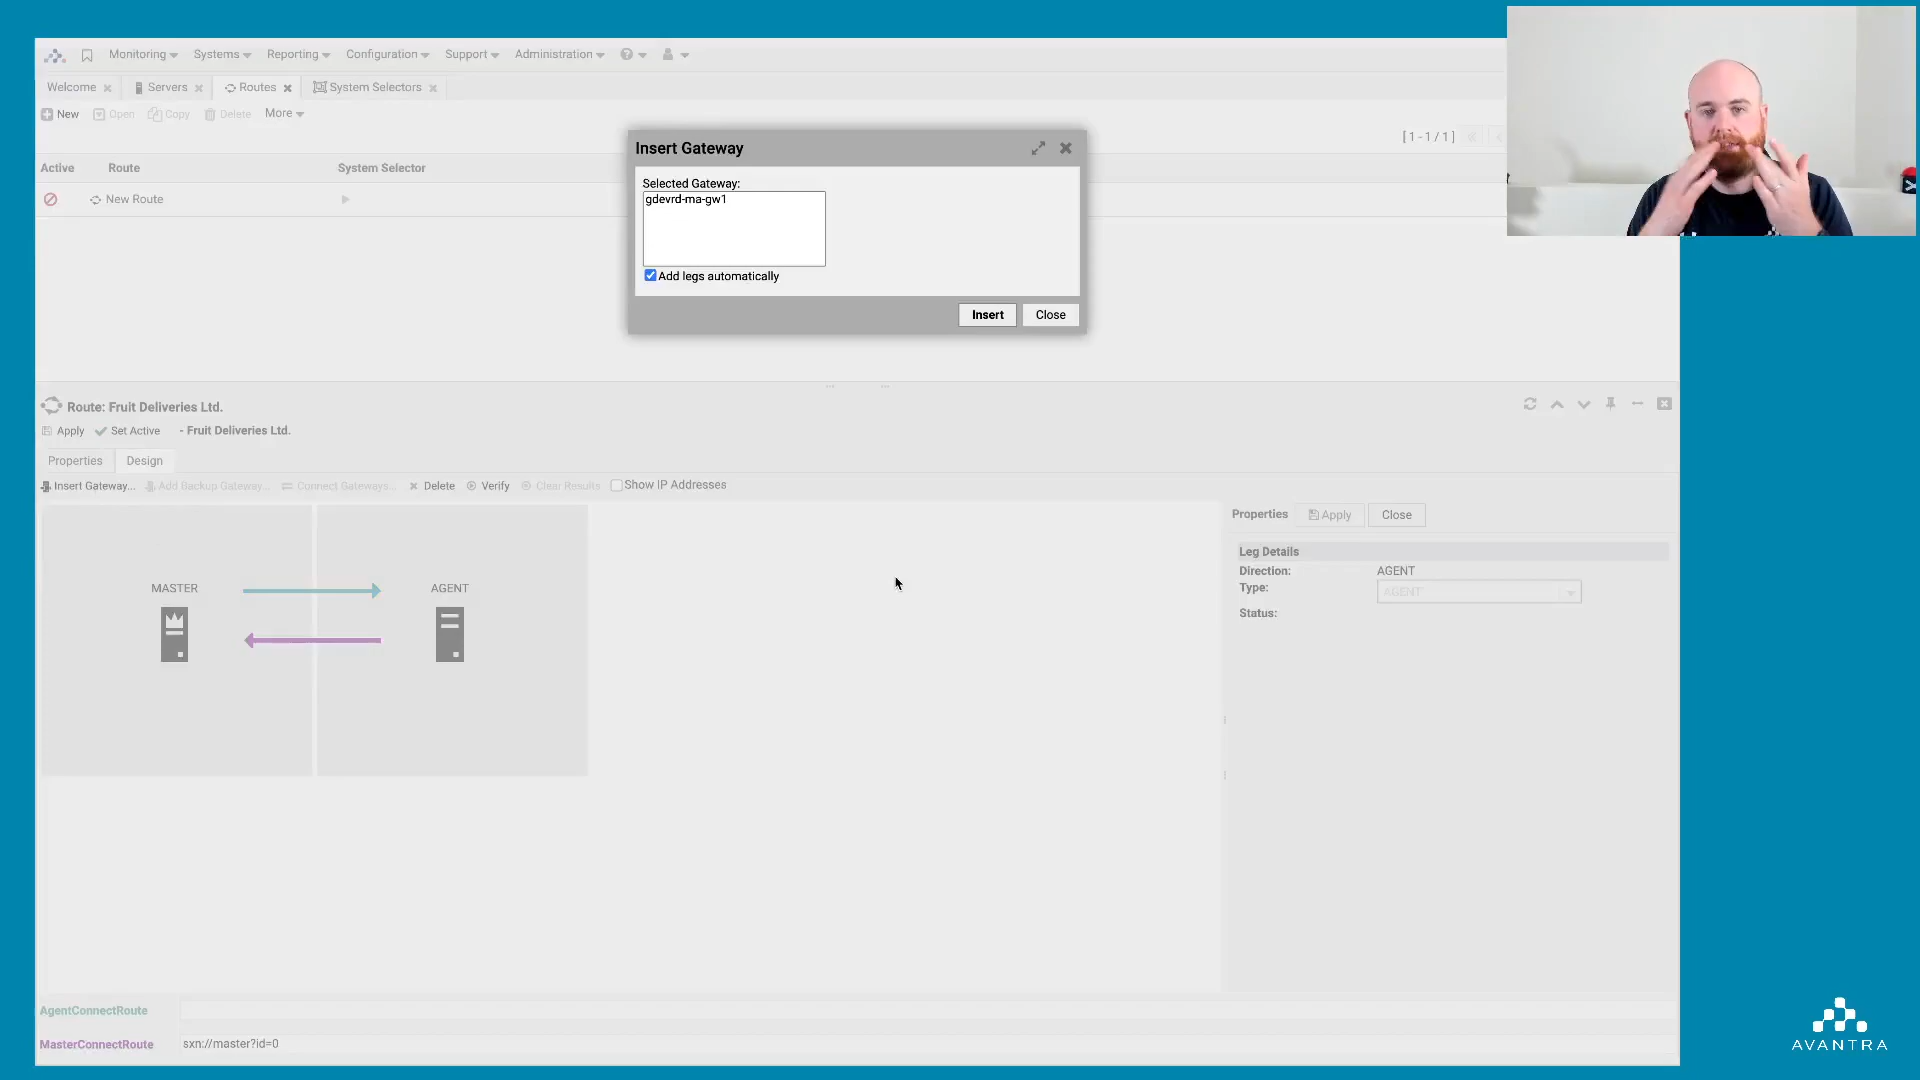 Monitoring Systems Reporting Configuration Support Administration
Welcome Servers Routes System Selectors
New Open Copy Delete More
[ 1 - 1 / 1 ]
Active Route System Selector
New Route
Insert Gateway
Selected Gateway:
gdevrd-ma-gw1
Add legs automatically
Insert Close
Route: Fruit Deliveries Ltd.
Apply Set Active - Fruit Deliveries Ltd.
Properties Design
Insert Gateway... Add Backup Gateway... Connect Gateways... Delete Verify Clear Results Show IP Addresses
Properties Apply Close
Leg Details
Direction: AGENT
Type: AGENT
Status:
MASTER AGENT
AgentConnectRoute
MasterConnectRoute sxn://master?id=0
AVANTRA